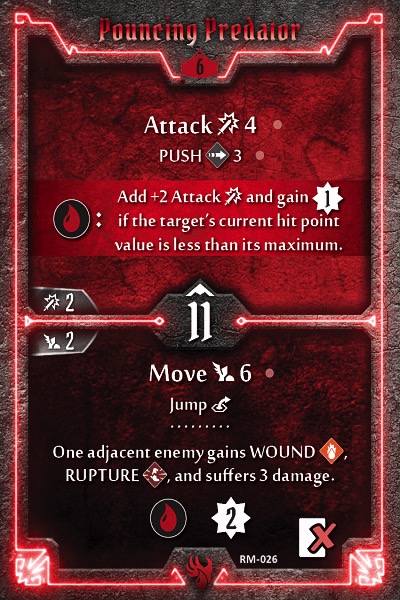 Pouncing Predator
6
Attack 4
PUSH 3
: Add +2 Attack and gain 1
if the target's current hit point
value is less than its maximum.
2
11
2
Move 6
Jump
One adjacent enemy gains WOUND ,
RUPTURE , and suffers 3 damage.
2
RM-026